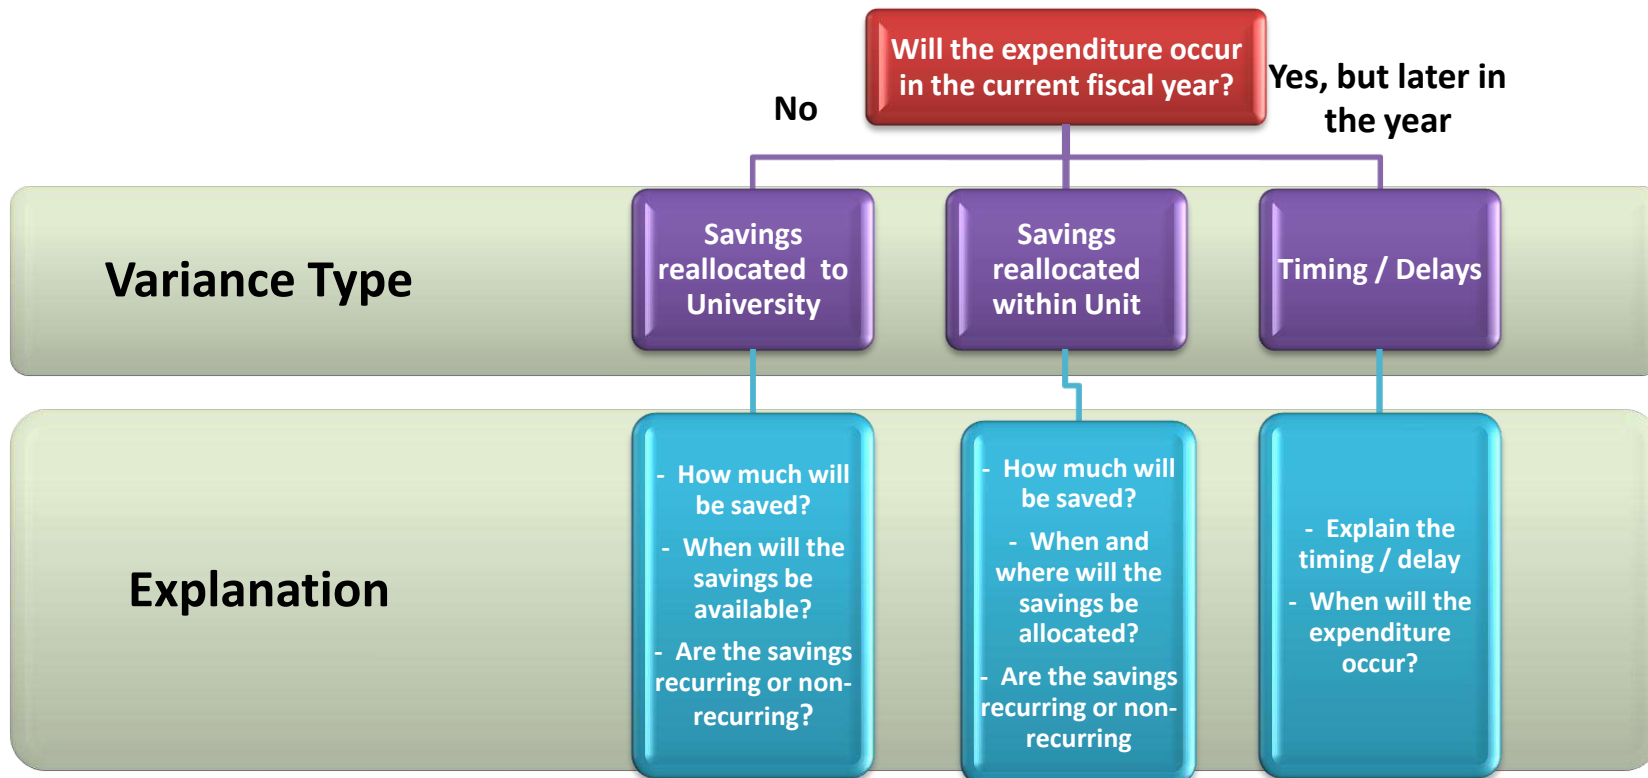 Will the expenditure occur
in the current fiscal year?
No
Yes, but later in
the year
Variance Type
Savings
reallocated to
University
Savings
reallocated
within Unit
Timing / Delays
Explanation
- How much will
be saved?
- When will the
savings be
available?
- Are the savings
recurring or non-
recurring?
- How much will
be saved?
- When and
where will the
savings be
allocated?
- Are the savings
recurring or non-
recurring
- Explain the
timing / delay
- When will the
expenditure
occur?